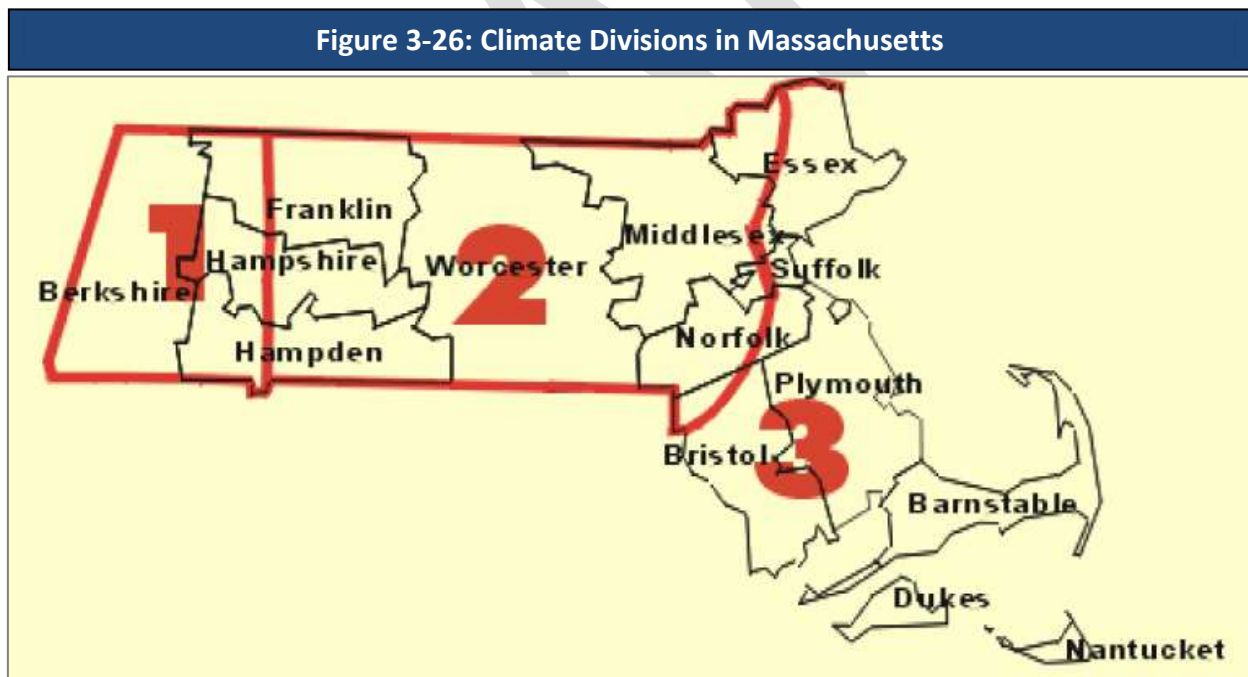 Figure 3-26: Climate Divisions in Massachusetts
Essex
Franklin
1
2
Middlesex
Hampshire
Worcester
Suffolk
Berkshire
Norfolk
Hampden
Plymouth
3
Bristol
Barnstable
Dukes
Nantucket